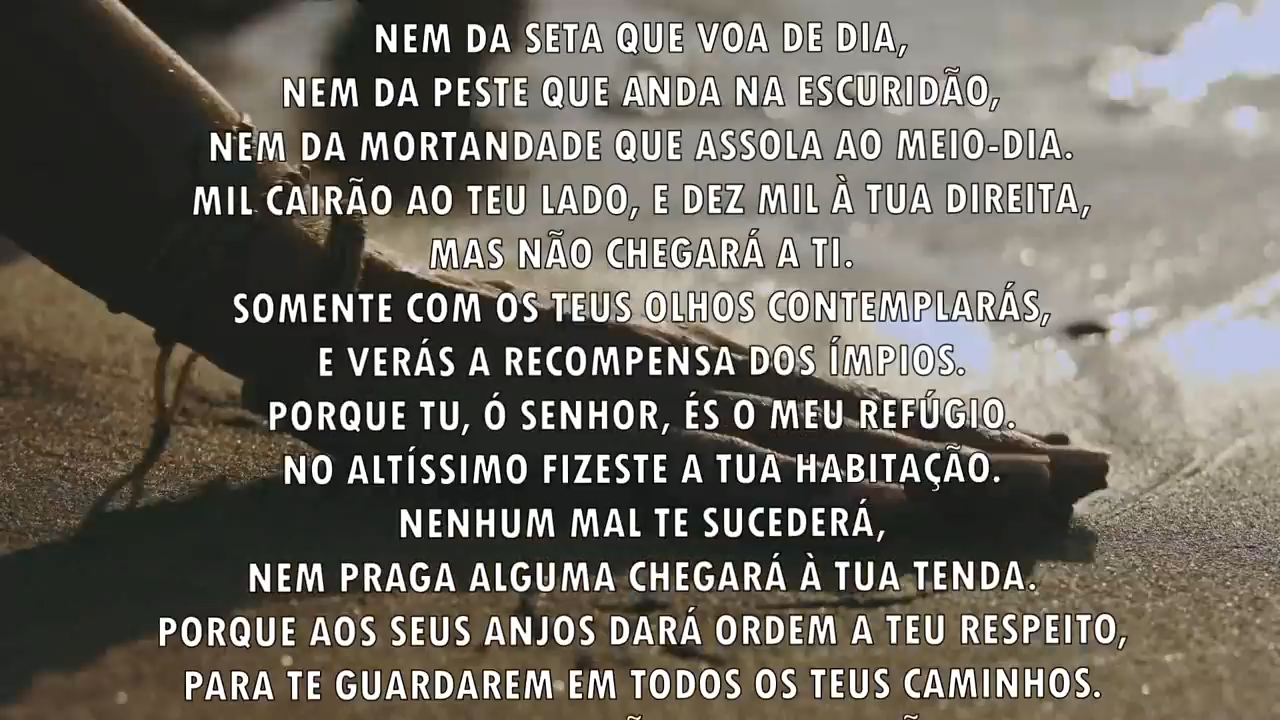 NEM DA SETA QUE VOA DE DIA,
NEM DA PESTE QUE ANDA NA ESCURIDÃO,
NEM DA MORTANDADE QUE ASSOLA AO MEIO-DIA.
MIL CAIRÃO AO TEU LADO, E DEZ MIL À TUA DIREITA,
MAS NÃO CHEGARÁ A TI.
SOMENTE COM OS TEUS OLHOS CONTEMPLARÁS,
E VERÁS A RECOMPENSA DOS ÍMPIOS.
PORQUE TU, Ó SENHOR, ÉS O MEU REFÚGIO.
NO ALTÍSSIMO FIZESTE A TUA HABITAÇÃO.
NENHUM MAL TE SUCEDERÁ,
NEM PRAGA ALGUMA CHEGARÁ À TUA TENDA.
PORQUE AOS SEUS ANJOS DARÁ ORDEM A TEU RESPEITO,
PARA TE GUARDAREM EM TODOS OS TEUS CAMINHOS.